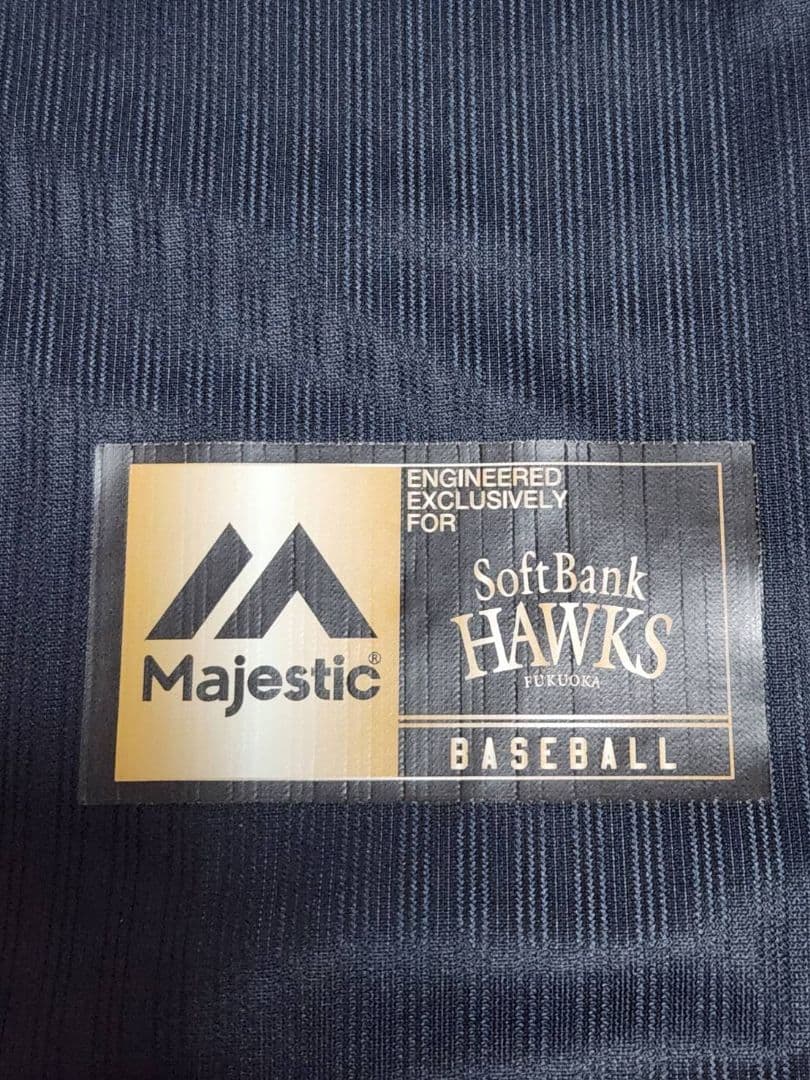 ENGINEERED
EXCLUSIVELY
FOR
SoftBank
HAWKS
FUKUOKA
BASEBALL
Majestic®